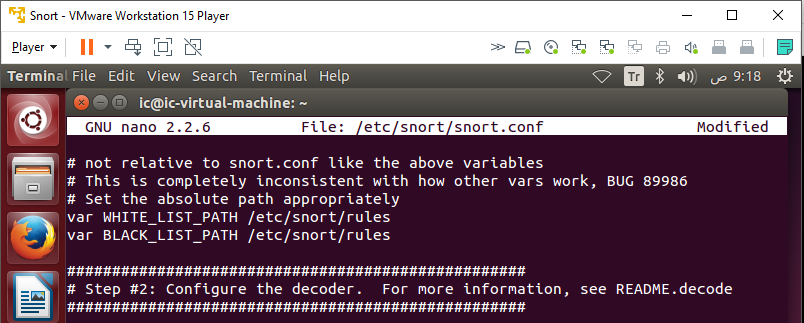 Snort - VMware Workstation 15 Player
Player
Terminal File Edit View Search Terminal Help Tr ص 9:18
ic@ic-virtual-machine: ~
GNU nano 2.2.6 File: /etc/snort/snort.conf Modified
# not relative to snort.conf like the above variables
# This is completely inconsistent with how other vars work, BUG 89986
# Set the absolute path appropriately
var WHITE_LIST_PATH /etc/snort/rules
var BLACK_LIST_PATH /etc/snort/rules
###################################################
# Step #2: Configure the decoder.  For more information, see README.decode
###################################################